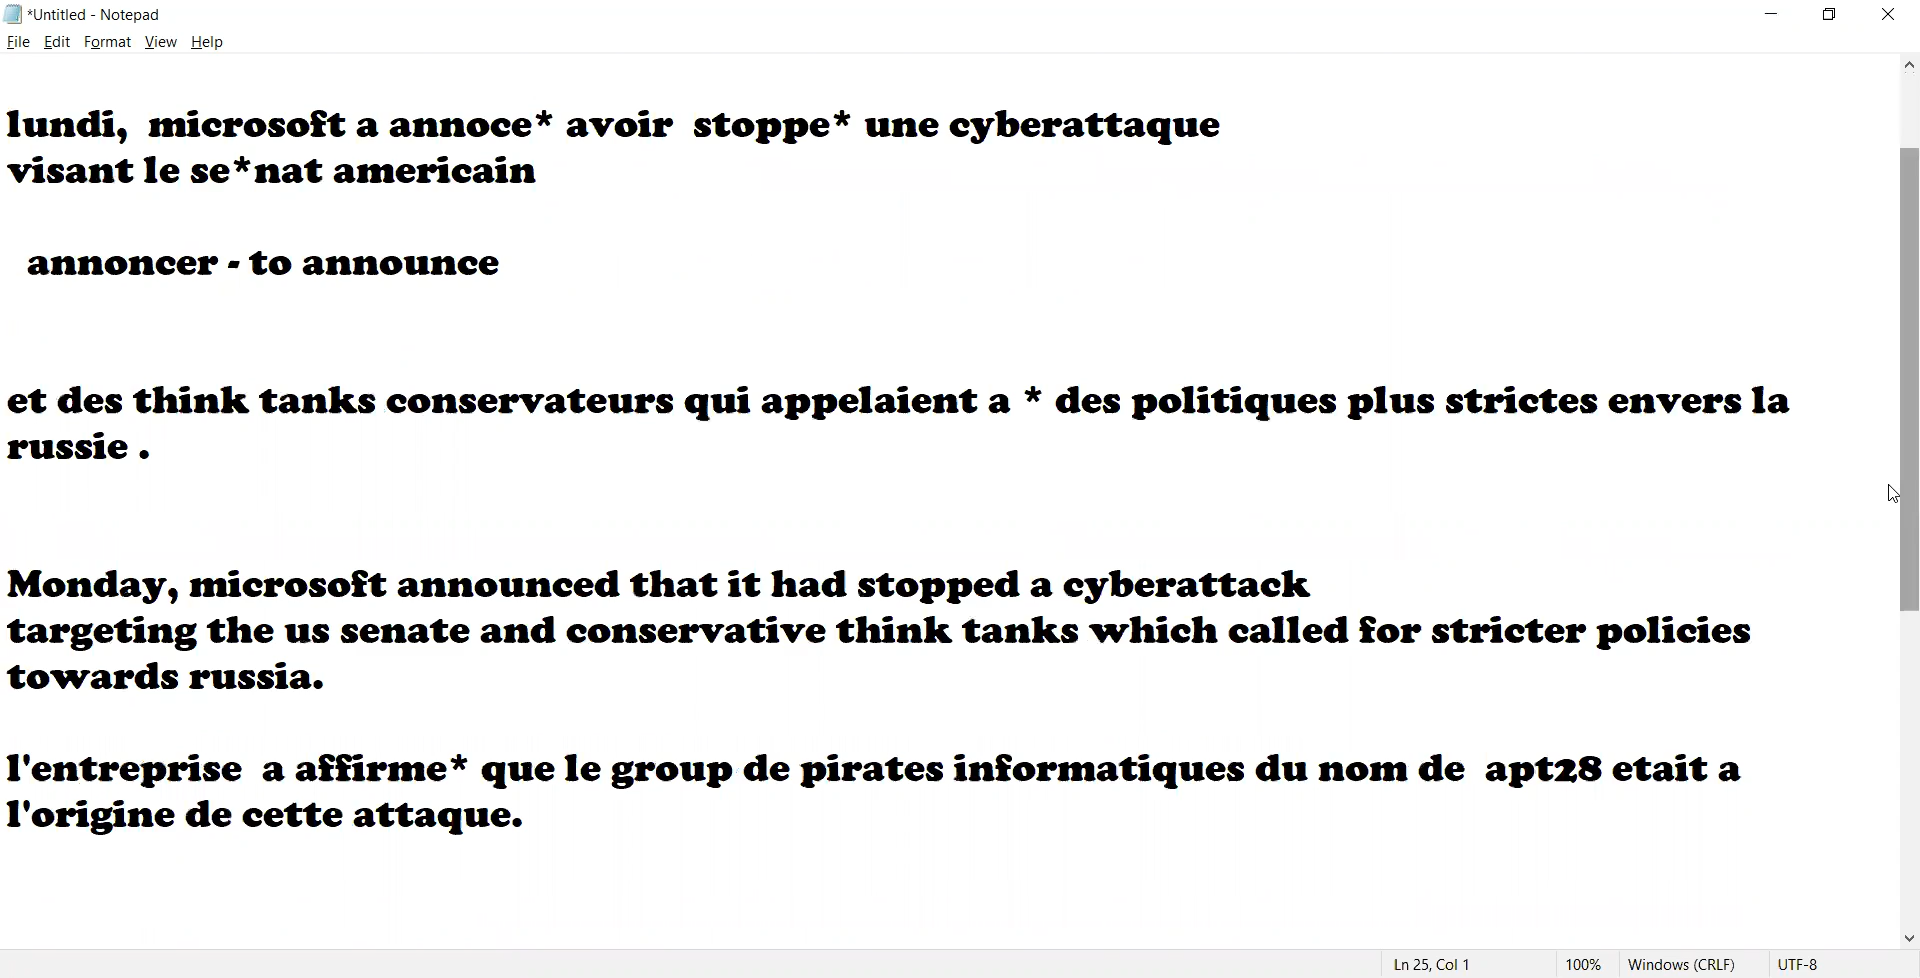 *Untitled - Notepad
File Edit Format View Help
lundi,  microsoft a annoce* avoir  stoppe* une cyberattaque
visant le se*nat americain
annoncer - to announce
et des think tanks conservateurs qui appelaient a * des politiques plus strictes envers la
russie .
Monday, microsoft announced that it had stopped a cyberattack
targeting the us senate and conservative think tanks which called for stricter policies
towards russia.
l'entreprise  a affirme* que le group de pirates informatiques du nom de  apt28 etait a
l'origine de cette attaque.
Ln 25, Col 1 100% Windows (CRLF) UTF-8